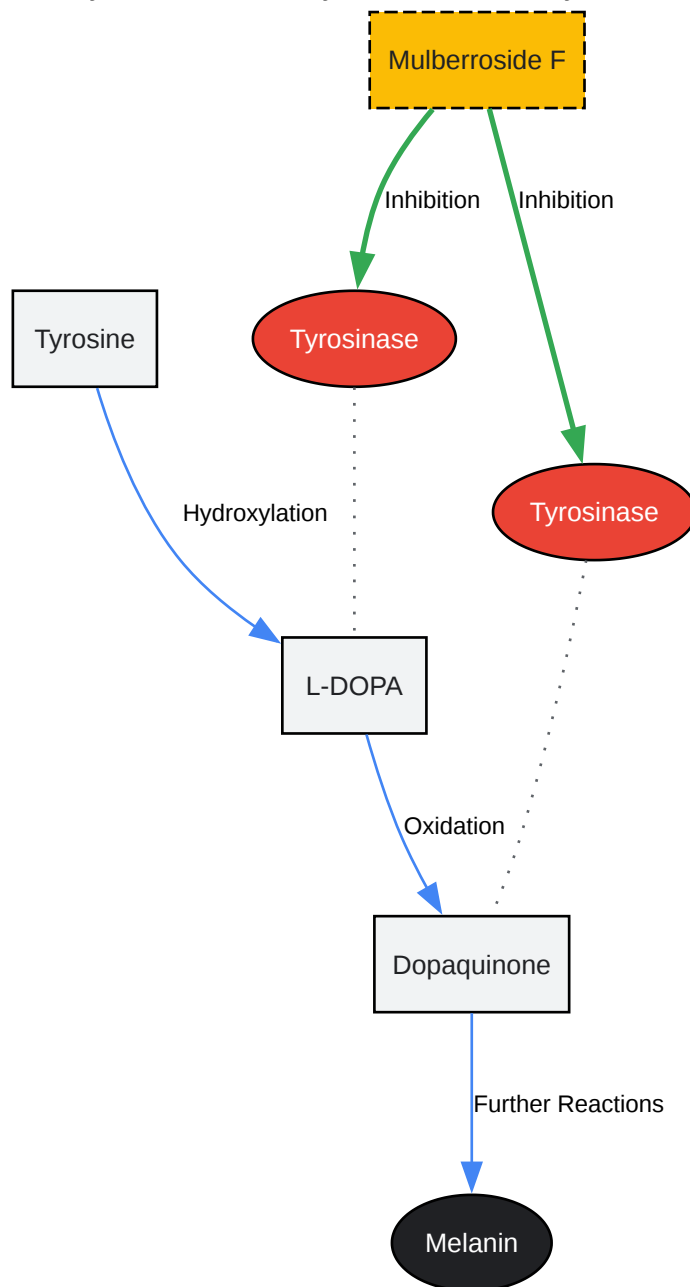 Mulberroside F
Inhibition
Inhibition
Tyrosine
Tyrosinase
Hydroxylation
Tyrosinase
L-DOPA
Oxidation
Dopaquinone
Further Reactions
Melanin